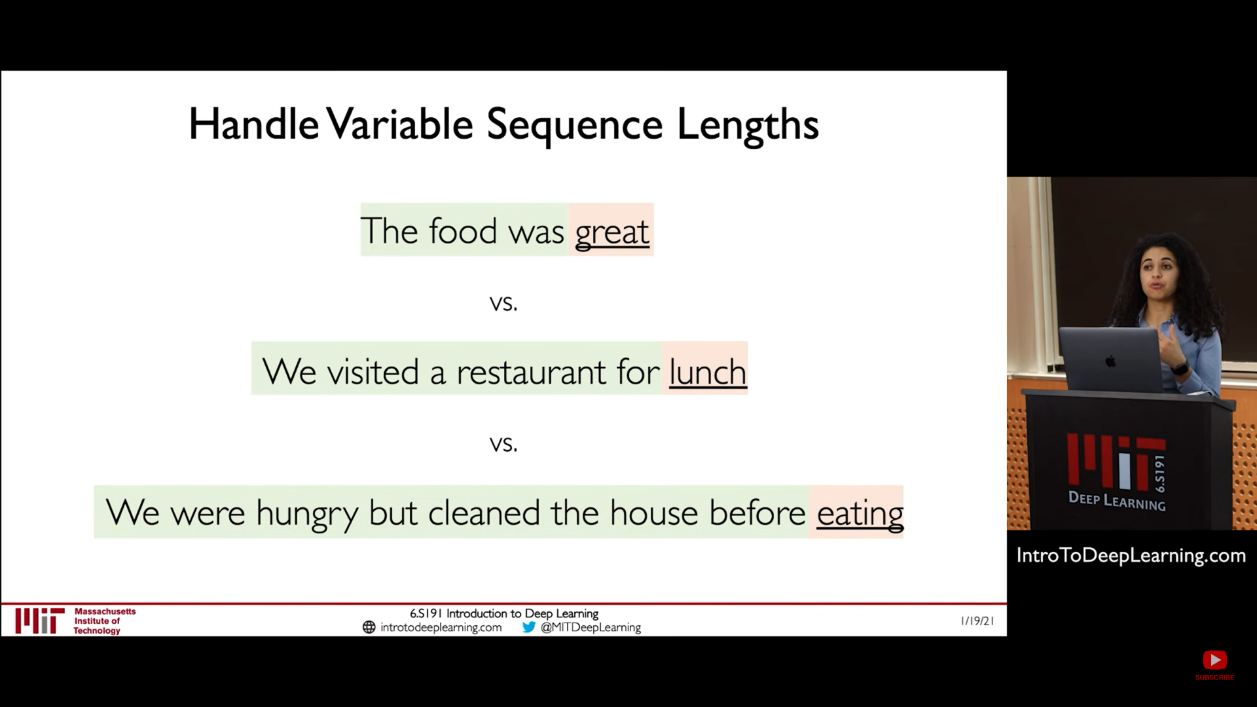 Handle Variable Sequence Lengths
The food was great
vs.
We visited a restaurant for lunch
vs.
We were hungry but cleaned the house before eating
MIT
Massachusetts
Institute of
Technology
6.S191 Introduction to Deep Learning
introtodeeplearning.com @MITDeepLearning
1/19/21
MIT 6.S191
DEEP LEARNING
IntroToDeepLearning.com
SUBSCRIBE